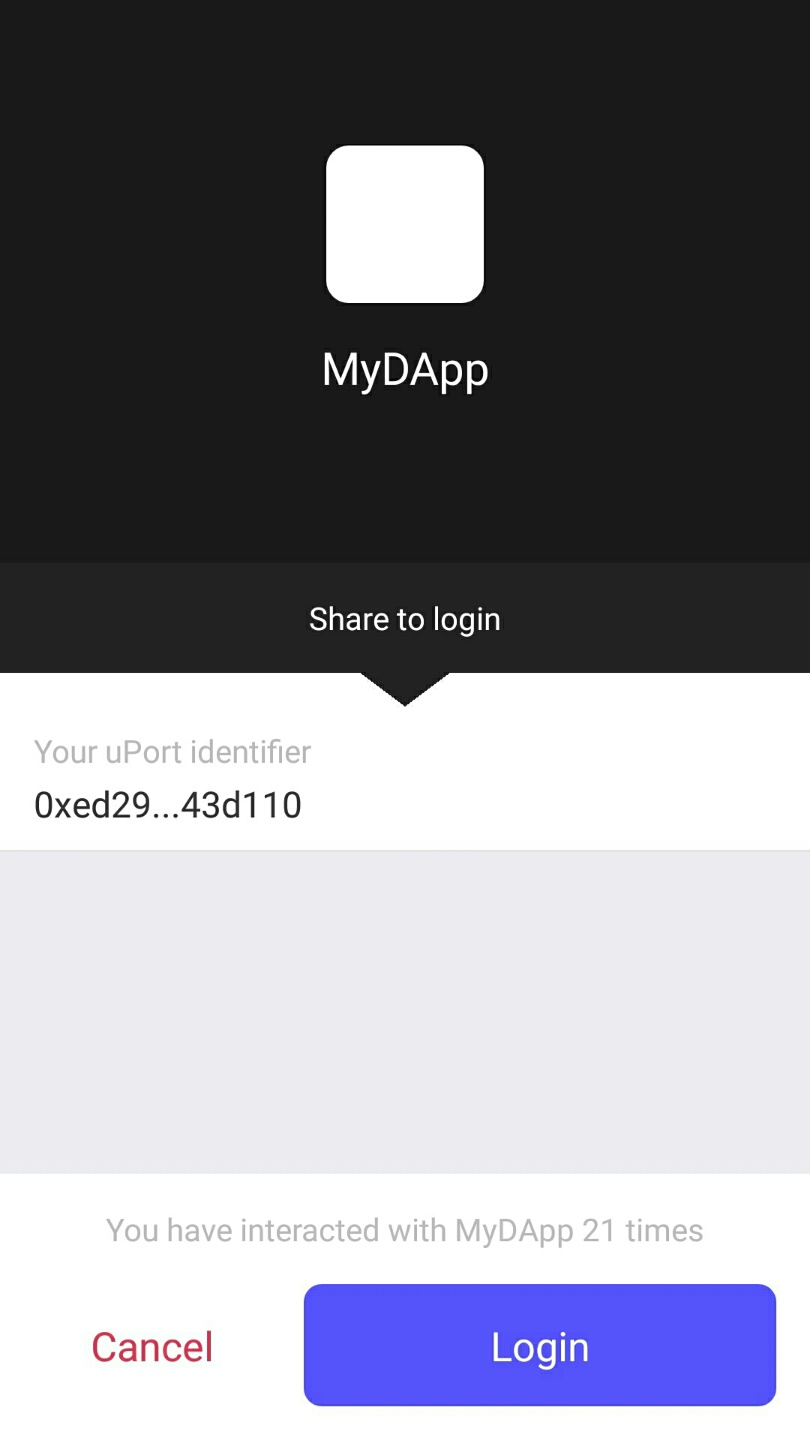 MyDApp
Share to login
Your uPort identifier
0xed29...43d110
You have interacted with MyDApp 21 times
Cancel
Login